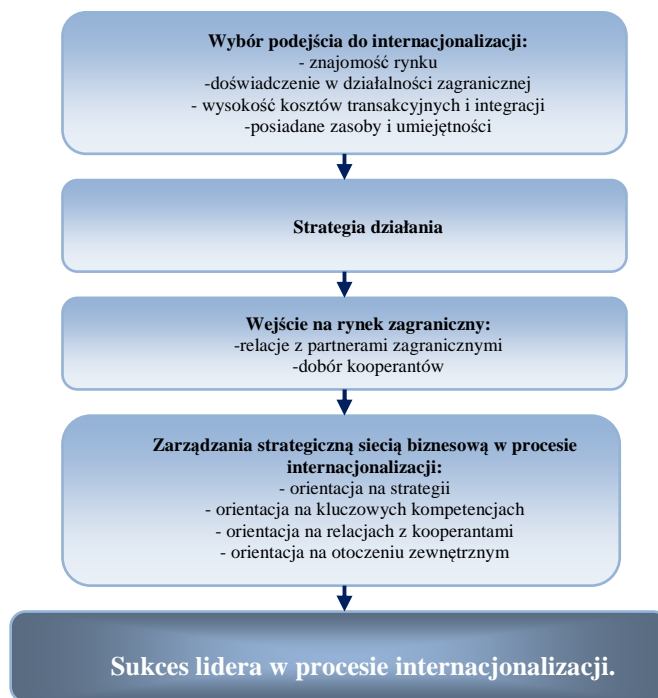 Wybór podejścia do internacjonalizacji:
- znajomość rynku
-doświadczenie w działalności zagranicznej
- wysokość kosztów transakcyjnych i integracji
-posiadane zasoby i umiejętności
Strategia działania
Wejście na rynek zagraniczny:
-relacje z partnerami zagranicznymi
-dobór kooperantów
Zarządzania strategiczną siecią biznesową w procesie
internacjonalizacji:
- orientacja na strategii
- orientacja na kluczowych kompetencjach
- orientacja na relacjach z kooperantami
- orientacja na otoczeniu zewnętrznym
Sukces lidera w procesie internacjonalizacji.